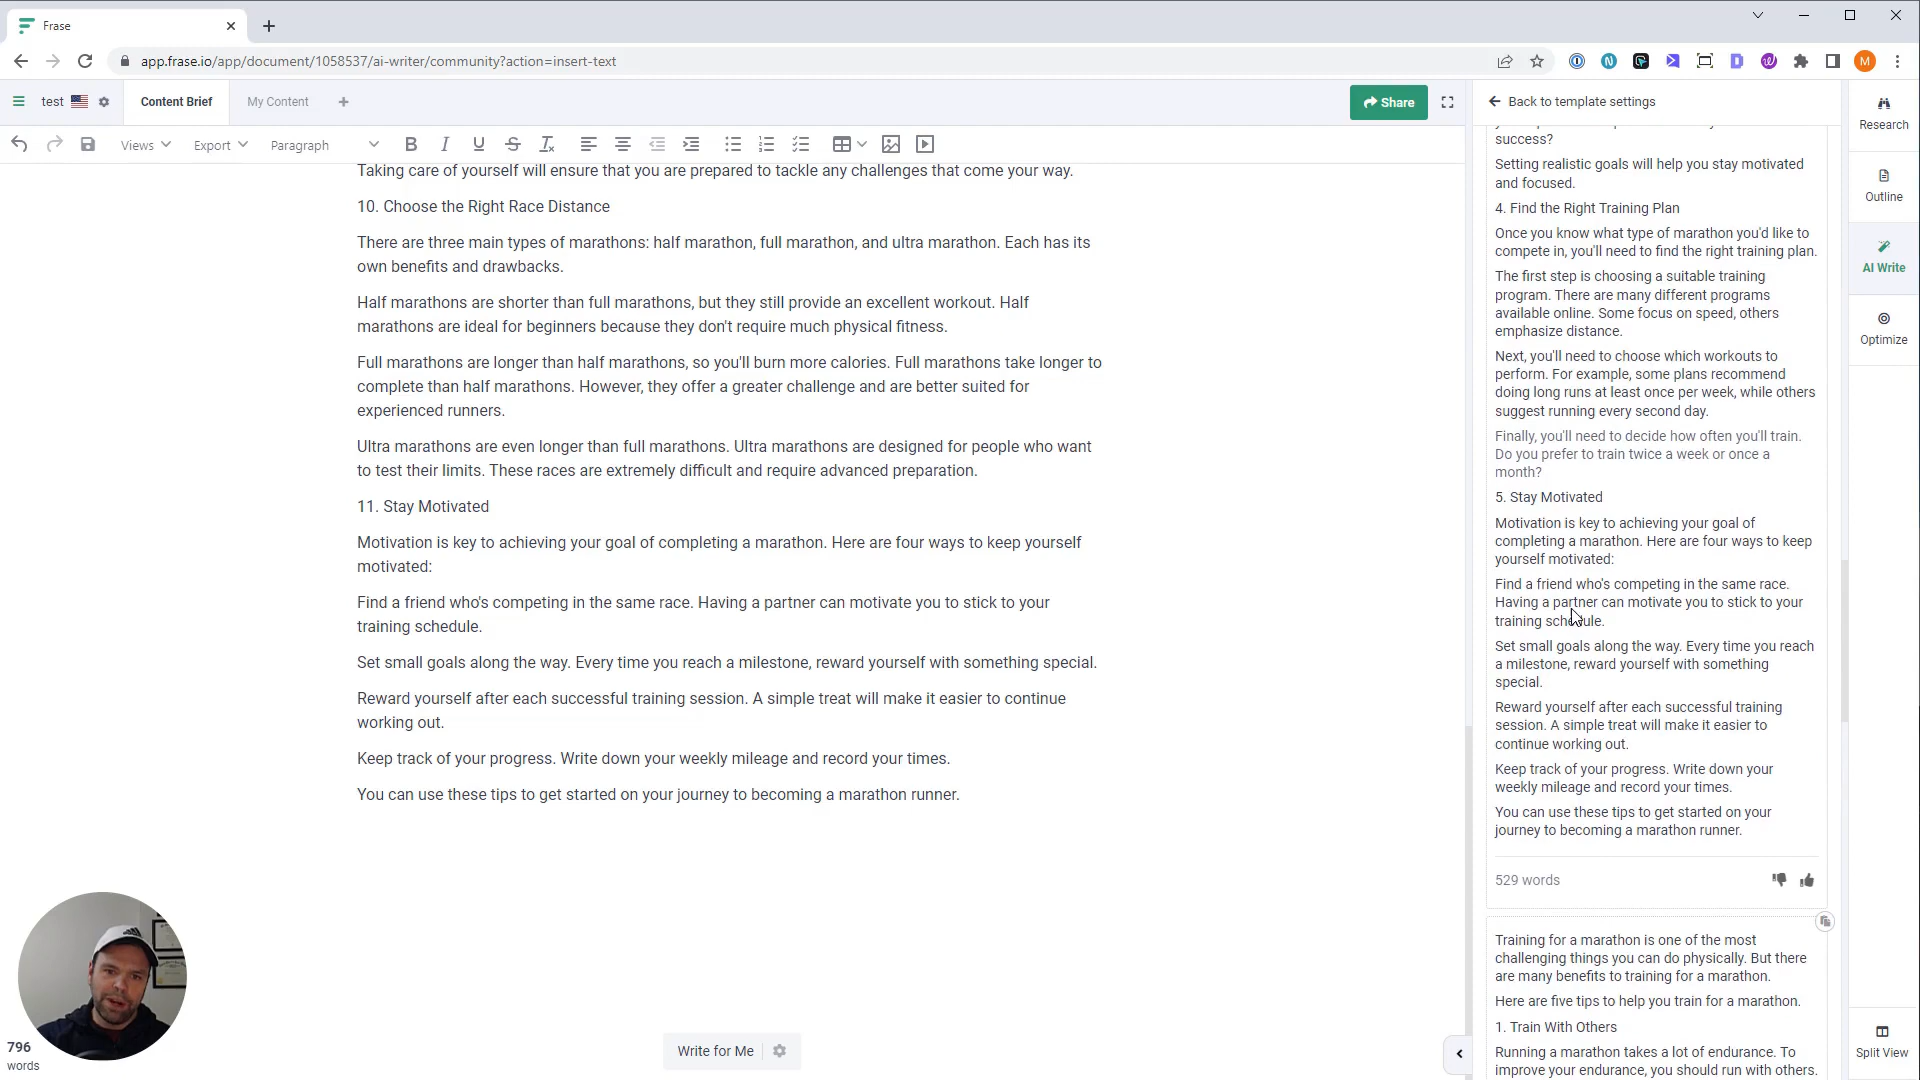 Frase
app.frase.io/app/document/1058537/ai-writer/community?action=insert-text
M
test
Content Brief
My Content
Share
Back to template settings
Research
Views
Export
Paragraph
B
I
U
S
Taking care of yourself will ensure that you are prepared to tackle any challenges that come your way.
10. Choose the Right Race Distance
There are three main types of marathons: half marathon, full marathon, and ultra marathon. Each has its
own benefits and drawbacks.
Half marathons are shorter than full marathons, but they still provide an excellent workout. Half
marathons are ideal for beginners because they don't require much physical fitness.
Full marathons are longer than half marathons, so you'll burn more calories. Full marathons take longer to
complete than half marathons. However, they offer a greater challenge and are better suited for
experienced runners.
Ultra marathons are even longer than full marathons. Ultra marathons are designed for people who want
to test their limits. These races are extremely difficult and require advanced preparation.
11. Stay Motivated
Motivation is key to achieving your goal of completing a marathon. Here are four ways to keep yourself
motivated:
Find a friend who's competing in the same race. Having a partner can motivate you to stick to your
training schedule.
Set small goals along the way. Every time you reach a milestone, reward yourself with something special.
Reward yourself after each successful training session. A simple treat will make it easier to continue
working out.
Keep track of your progress. Write down your weekly mileage and record your times.
You can use these tips to get started on your journey to becoming a marathon runner.
796
words
Write for Me
success?
Setting realistic goals will help you stay motivated
and focused.
4. Find the Right Training Plan
Once you know what type of marathon you'd like to
compete in, you'll need to find the right training plan.
The first step is choosing a suitable training
program. There are many different programs
available online. Some focus on speed, others
emphasize distance.
Next, you'll need to choose which workouts to
perform. For example, some plans recommend
doing long runs at least once per week, while others
suggest running every second day.
Finally, you'll need to decide how often you'll train.
Do you prefer to train twice a week or once a
month?
5. Stay Motivated
Motivation is key to achieving your goal of
completing a marathon. Here are four ways to keep
yourself motivated:
Find a friend who's competing in the same race.
Having a partner can motivate you to stick to your
training schedule.
Set small goals along the way. Every time you reach
a milestone, reward yourself with something
special.
Reward yourself after each successful training
session. A simple treat will make it easier to
continue working out.
Keep track of your progress. Write down your
weekly mileage and record your times.
You can use these tips to get started on your
journey to becoming a marathon runner.
529 words
Training for a marathon is one of the most
challenging things you can do physically. But there
are many benefits to training for a marathon.
Here are five tips to help you train for a marathon.
1. Train With Others
Running a marathon takes a lot of endurance. To
improve your endurance, you should run with others.
Outline
AI Write
Optimize
Split View